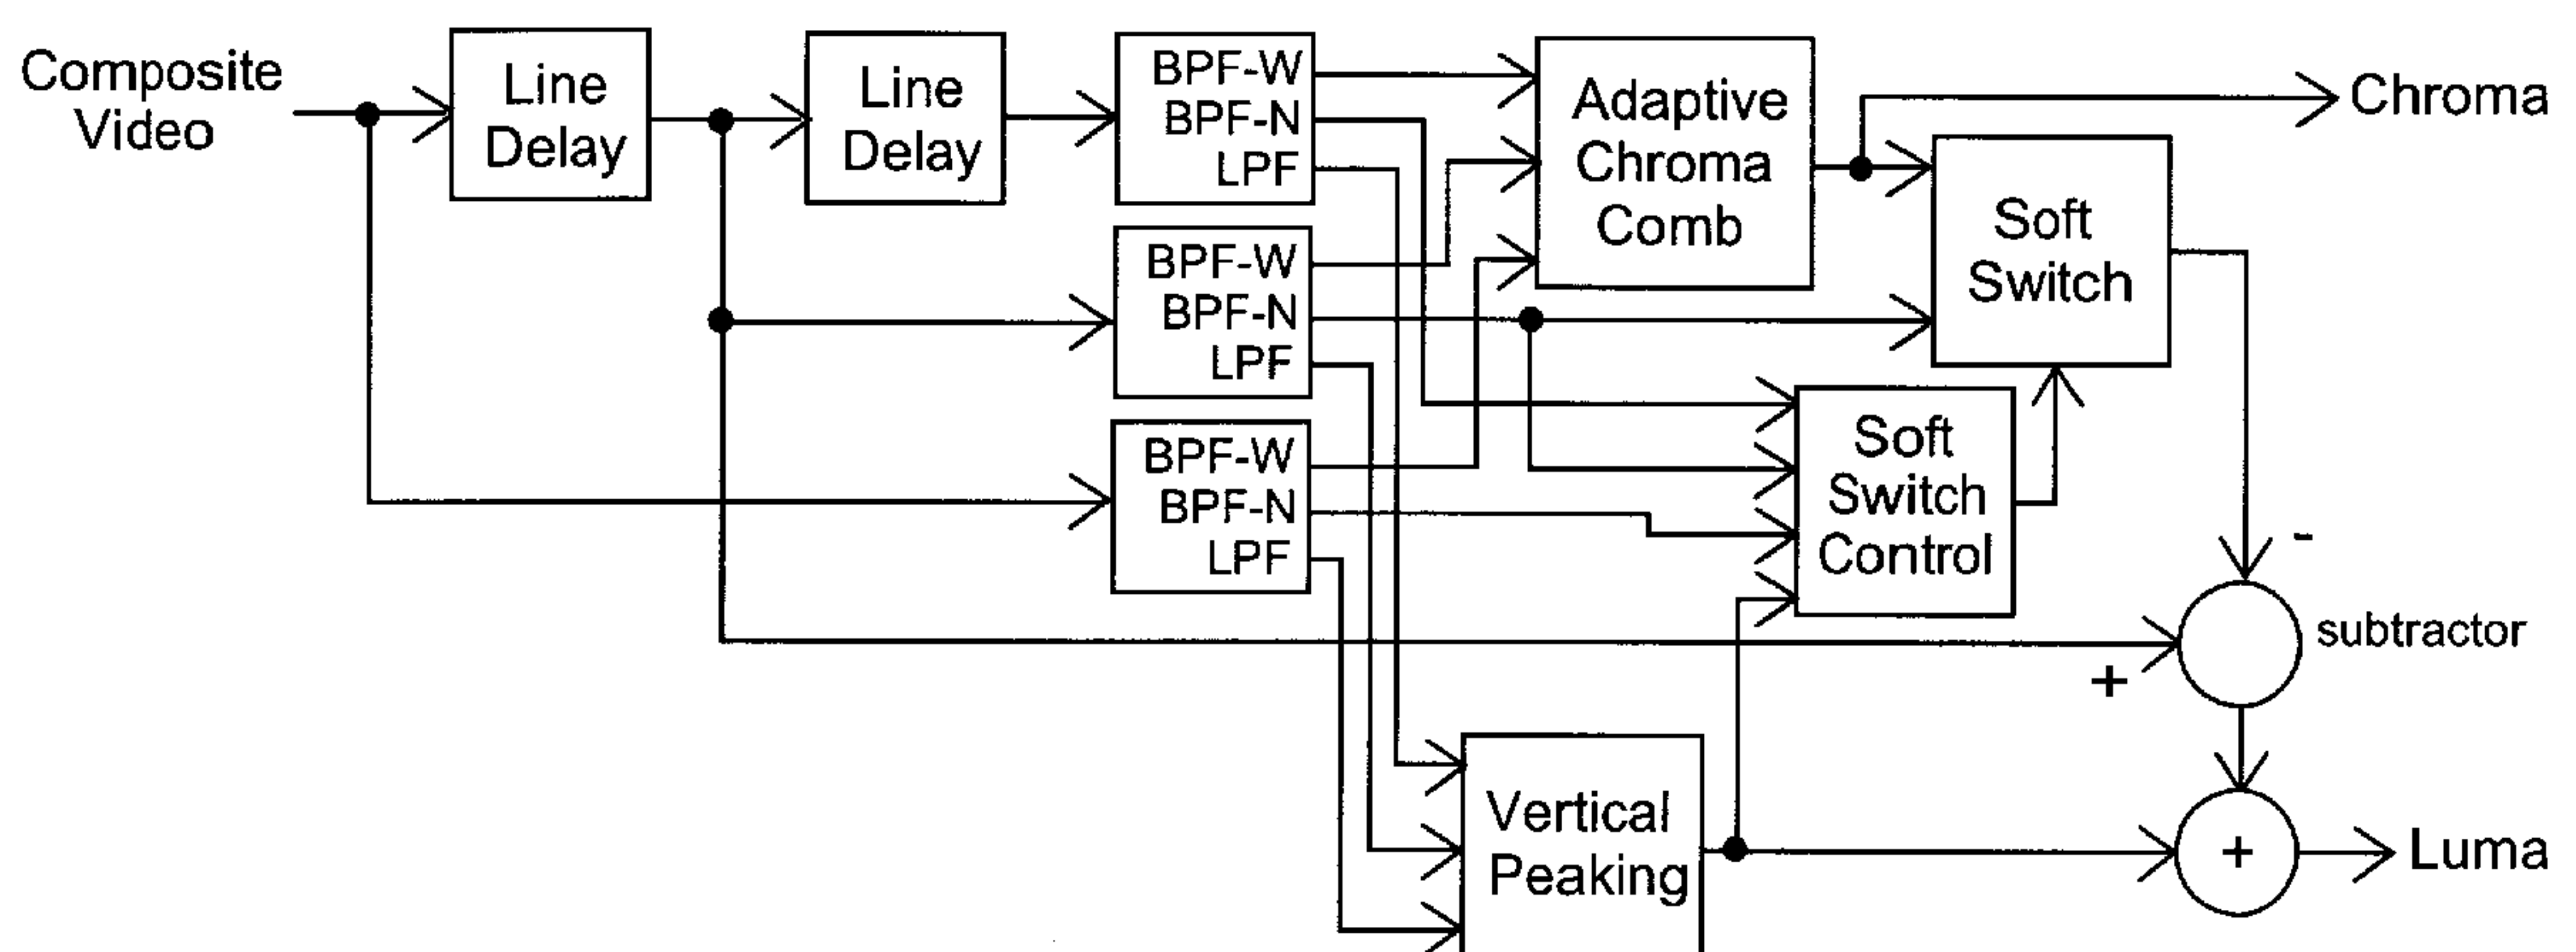 Composite
Video
Line
Delay
Line
Delay
BPF-W
BPF-N
LPF
BPF-W
BPF-N
LPF
BPF-W
BPF-N
LPF
Adaptive
Chroma
Comb
Chroma
Soft
Switch
Soft
Switch
Control
-
subtractor
+
Vertical
Peaking
+
Luma